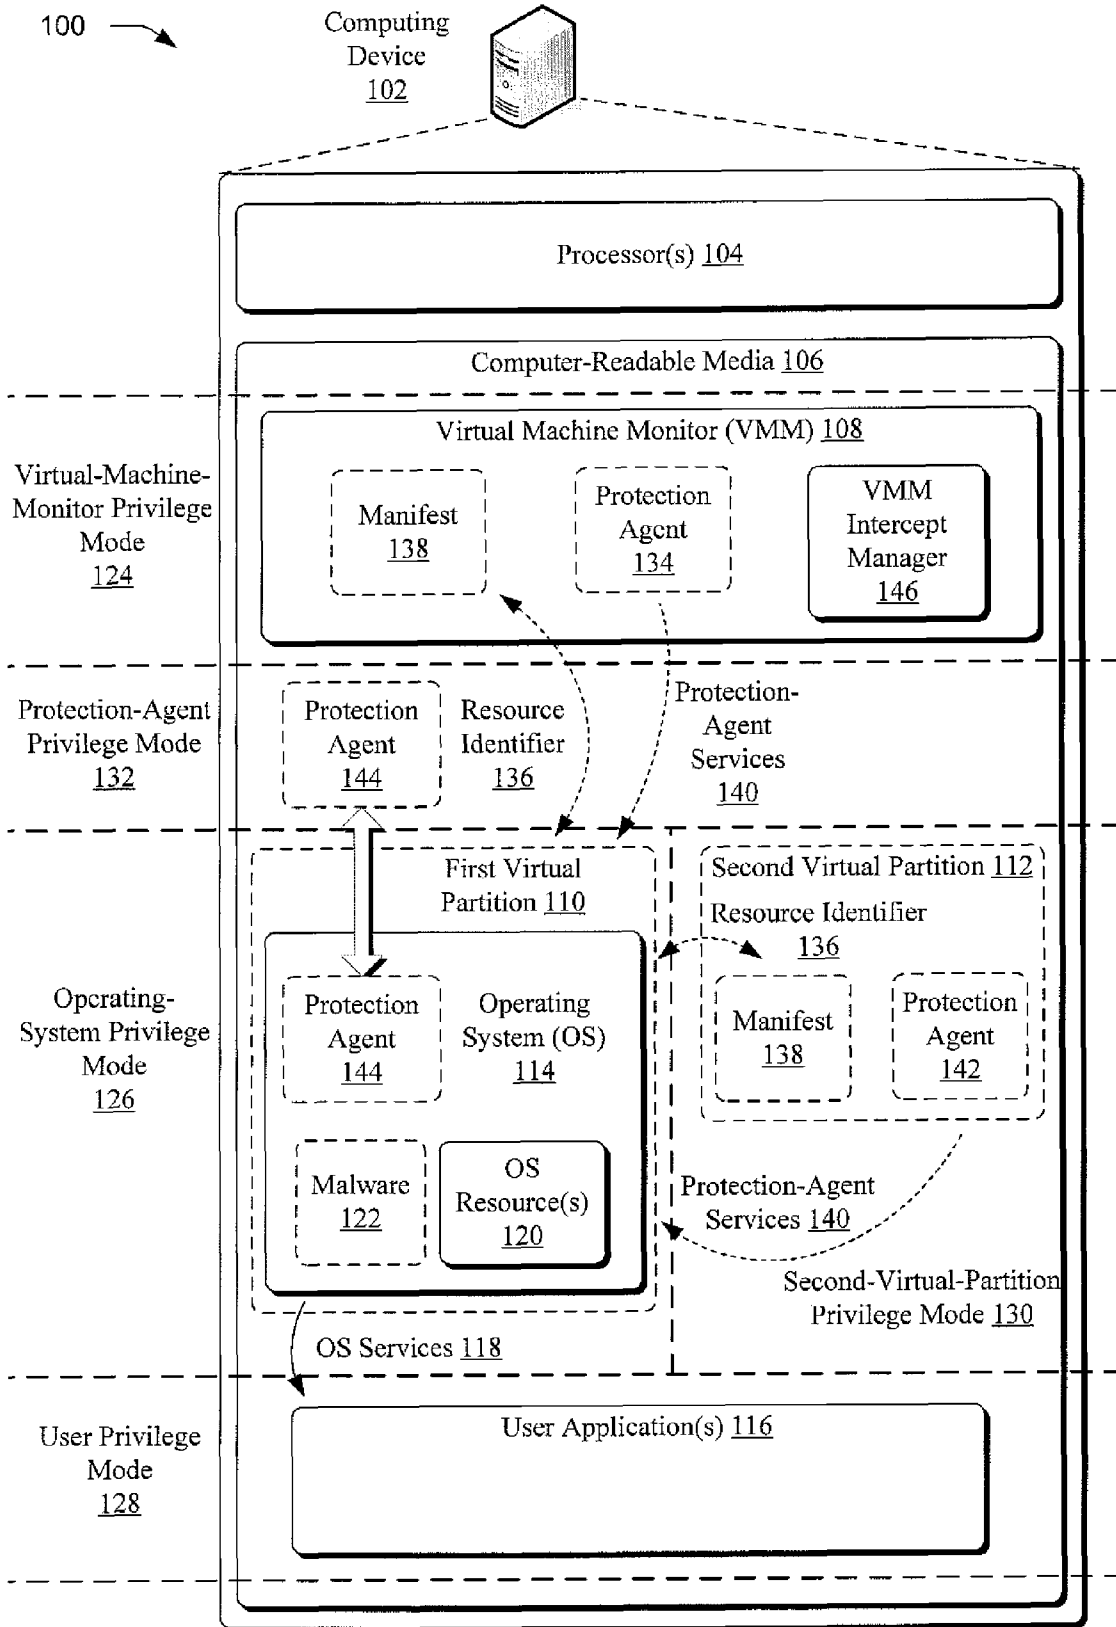 100
Computing
Device
102
Processor(s) 104
Computer-Readable Media 106
Virtual Machine Monitor (VMM) 108
Virtual-Machine-
Monitor Privilege
Mode
124
Manifest
138
Protection
Agent
134
VMM
Intercept
Manager
146
Protection-Agent
Privilege Mode
132
Protection
Agent
144
Resource
Identifier
136
Protection-
Agent
Services
140
First Virtual
Partition 110
Second Virtual Partition 112
Resource Identifier
136
Operating-
System Privilege
Mode
126
Protection
Agent
144
Operating
System (OS)
114
Manifest
138
Protection
Agent
142
Malware
122
OS
Resource(s)
120
Protection-Agent
Services 140
Second-Virtual-Partition
Privilege Mode 130
OS Services 118
User Privilege
Mode
128
User Application(s) 116